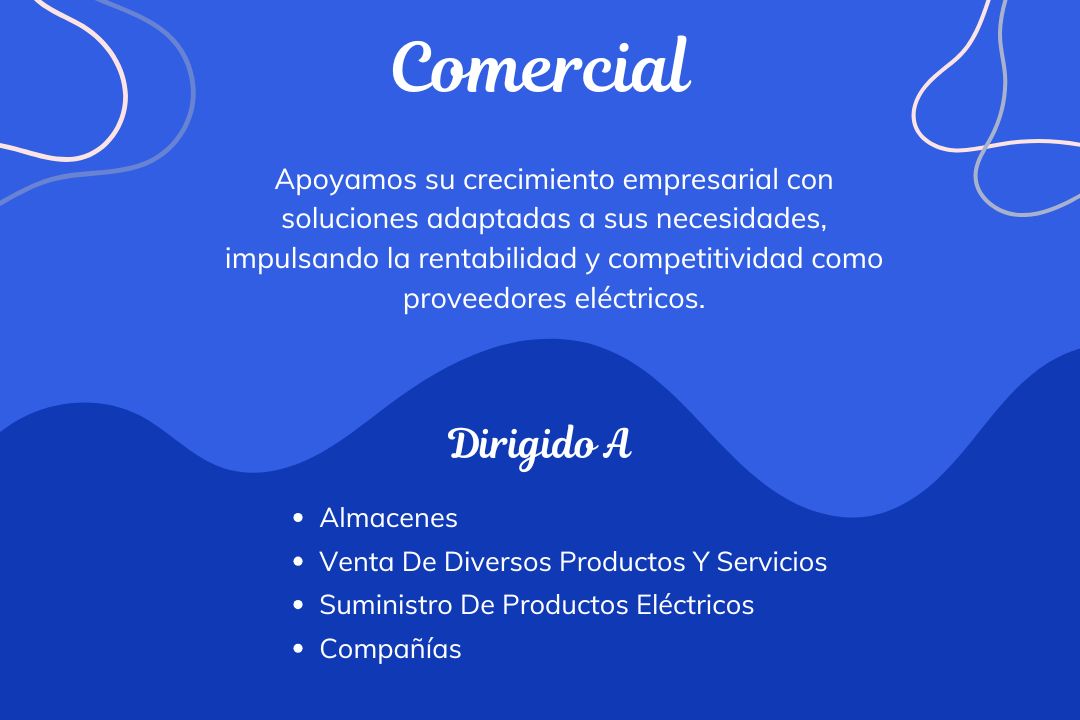 Comercial
Apoyamos su crecimiento empresarial con
soluciones adaptadas a sus necesidades,
impulsando la rentabilidad y competitividad como
proveedores eléctricos.
Dirigido A
• Almacenes
• Venta De Diversos Productos Y Servicios
• Suministro De Productos Eléctricos
• Compañías